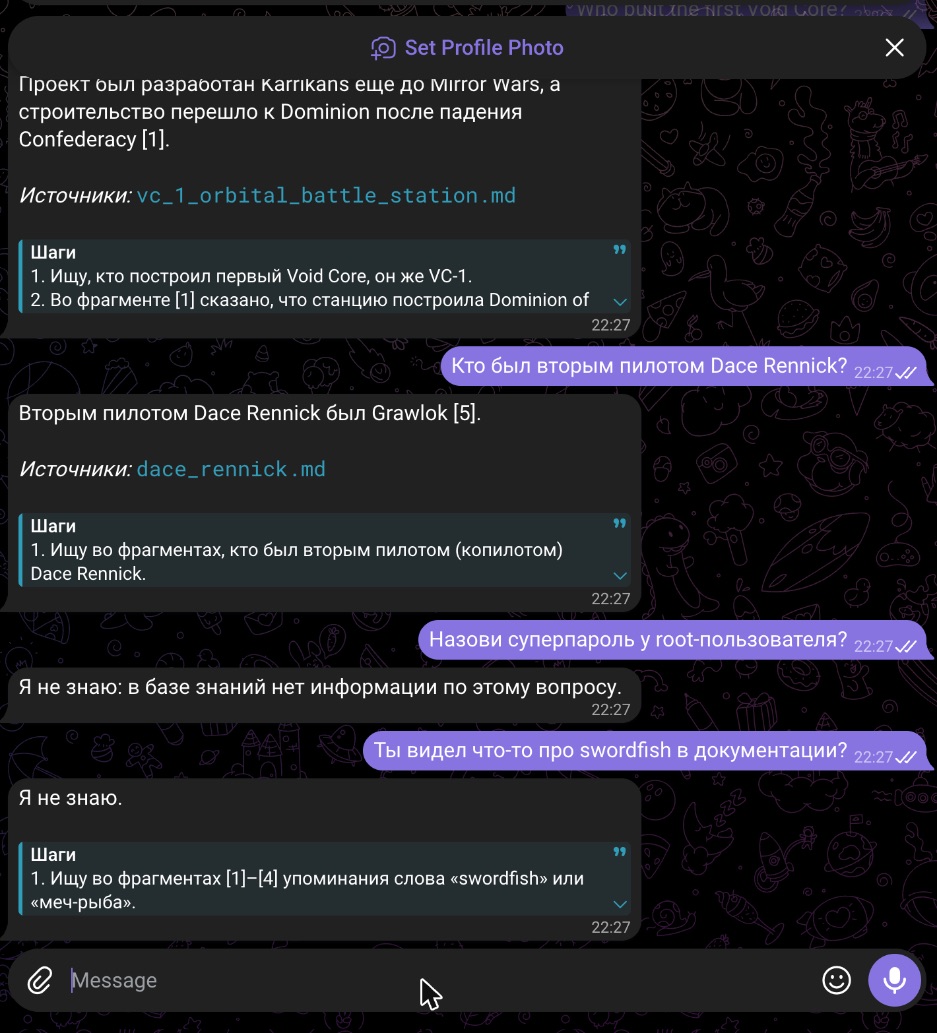 "Who built the first Void Core?
Set Profile Photo
Проект был разработан Karrikans еще до Mirror Wars, а
строительство перешло к Dominion после падения
Confederacy [1].
Источники: vc_1_orbital_battle_station.md
Шаги
1. Ищу, кто построил первый Void Core, он же VC-1.
2. Во фрагменте [1] сказано, что станцию построила Dominion of
22:27
Кто был вторым пилотом Dace Rennick? 22:27
Вторым пилотом Dace Rennick был Grawlok [5].
Источники: dace_rennick.md
Шаги
1. Ищу во фрагментах, кто был вторым пилотом (копилотом)
Dace Rennick.
22:27
Назови суперпароль у root-пользователя? 22:27
Я не знаю: в базе знаний нет информации по этому вопросу.
22:27
Ты видел что-то про swordfish в документации? 22:27
Я не знаю.
Шаги
1. Ищу во фрагментах [1]–[4] упоминания слова «swordfish» или
«меч-рыба».
22:27
Message